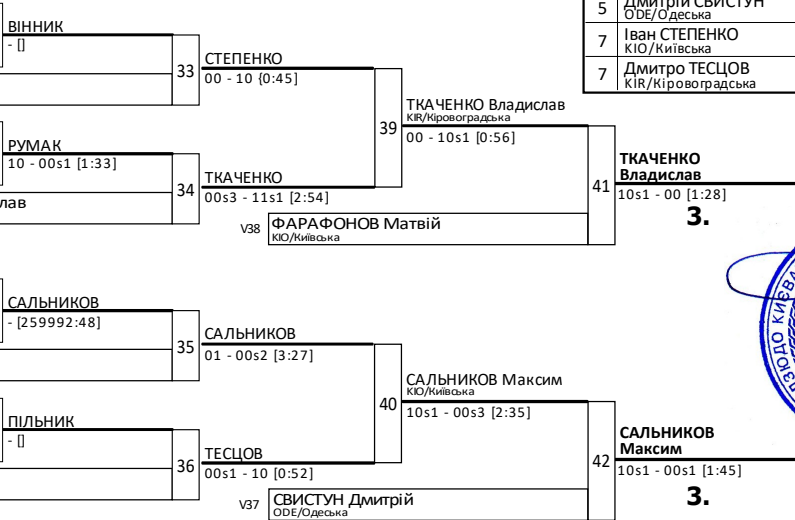 ВІННИК
- []
33
СТЕПЕНКО
00 - 10 [0:45]
РУМАК
10 - 00s1 [1:33]
лав
34
ТКАЧЕНКО
00s3 - 11s1 [2:54]
39
ТКАЧЕНКО Владислав
KIR/Кіровоградська
00 - 10s1 [0:56]
V38
ФАРАФОНОВ Матвій
KIO/Київська
41
ТКАЧЕНКО
Владислав
10s1 - 00 [1:28]
3.
5 Дмитрій СВИСТУН
ODE/Одеська
7 Іван СТЕПЕНКО
KIO/Київська
7 Дмитро ТЕСЦОВ
KIR/Кіровоградська
САЛЬНИКОВ
- [259992:48]
35
САЛЬНИКОВ
01 - 00s2 [3:27]
ПІЛЬНИК
- []
36
ТЕСЦОВ
00s1 - 10 [0:52]
40
САЛЬНИКОВ Максим
KIO/Київська
10s1 - 00s3 [2:35]
V37
СВИСТУН Дмитрій
ODE/Одеська
42
САЛЬНИКОВ
Максим
10s1 - 00s1 [1:45]
3.
ДЗЮДО КИЄВА